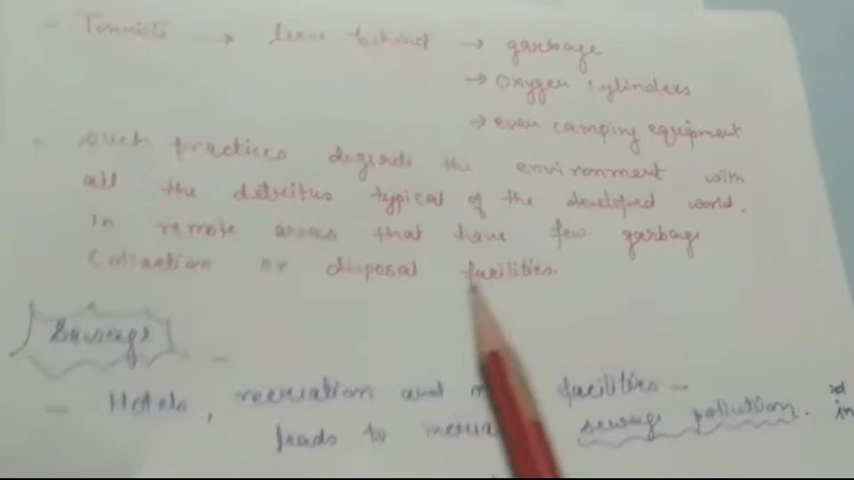 - Tourists → leave behind → garbage
→ Oxygen cylinders
→ even camping equipment
- Such practices degrade the environment with
all the detritus typical of the developed world.
In remote areas that have few garbage
collection or disposal facilities.
Sewage -
- Hotels, recreation and facilities -
leads to sewage pollution.
in